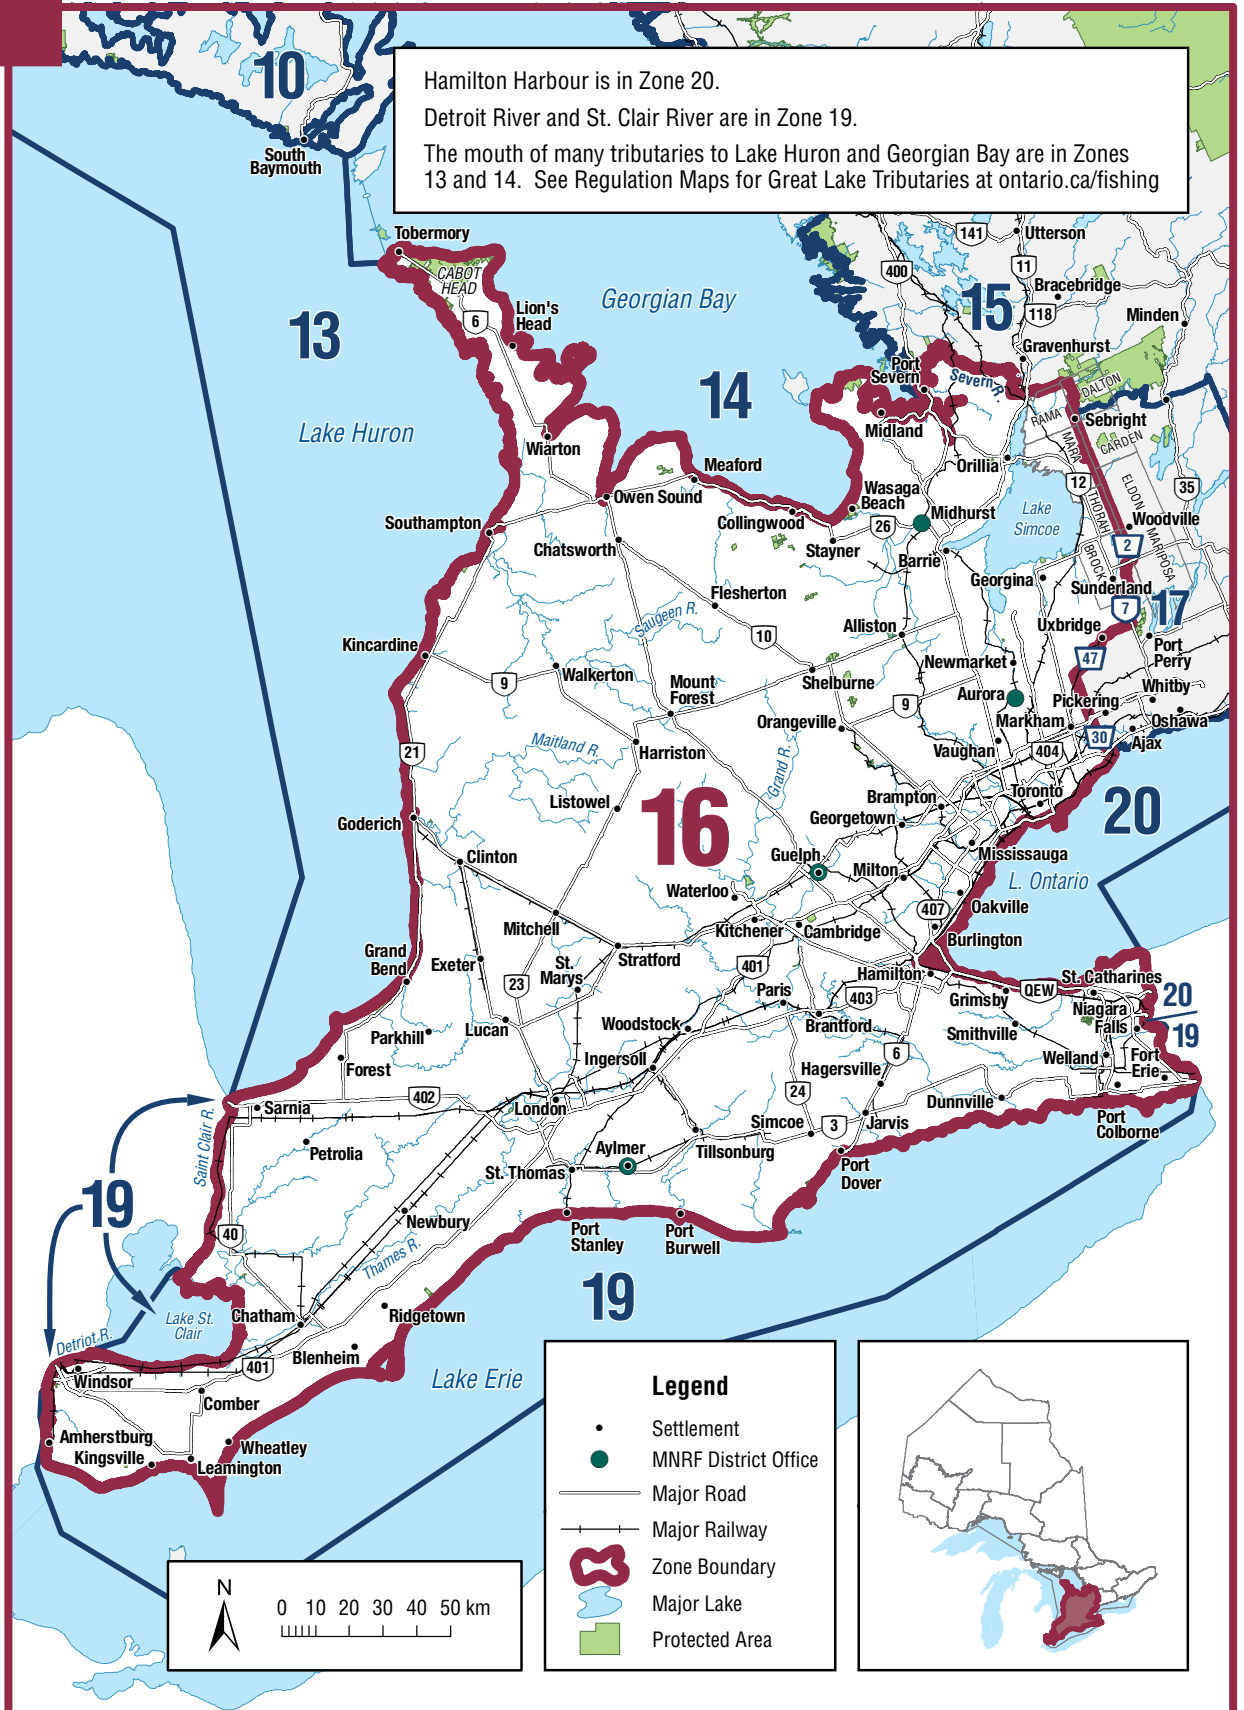 10
South
Baymouth
Hamilton Harbour is in Zone 20.
Detroit River and St. Clair River are in Zone 19.
The mouth of many tributaries to Lake Huron and Georgian Bay are in Zones
13 and 14.  See Regulation Maps for Great Lake Tributaries at ontario.ca/fishing
Tobermory
CABOT
HEAD
6
Lion's
Head
Georgian Bay
13
14
15
Lake Huron
141
Utterson
400
11
Bracebridge
118
Minden
Gravenhurst
Port
Severn
Severn R.
DALTON
RAMA
Sebright
MARA
CARDEN
Midland
Wiarton
Orillia
Meaford
Owen Sound
Wasaga
Beach
12
ELDON
35
THORAH
Southampton
Collingwood
26
Midhurst
Lake
Simcoe
Woodville
Chatsworth
Stayner
Barrie
2
BROCK
MARIPOSA
Georgina
Sunderland
Flesherton
Saugeen R.
7
17
10
Alliston
Uxbridge
Kincardine
Port
Perry
47
Walkerton
9
Shelburne
Newmarket
Mount
Forest
Aurora
9
Pickering
Whitby
Orangeville
Markham
Oshawa
21
Maitland R.
Harriston
Vaughan
404
30
Ajax
Grand R.
Listowel
16
Brampton
Toronto
20
Goderich
Georgetown
Clinton
Guelph
Milton
Mississauga
L. Ontario
Waterloo
407
Oakville
Mitchell
Kitchener
Cambridge
Burlington
Grand
Bend
Exeter
St.
Marys
Stratford
401
Hamilton
St. Catharines
23
Paris
403
Grimsby
QEW
20
Niagara
Falls
Parkhill
Lucan
Woodstock
Brantford
Smithville
19
Forest
Ingersoll
6
Hagersville
Welland
Fort
Erie
402
24
Sarnia
London
Dunnville
Simcoe
3
Jarvis
Port
Colborne
Saint Clair R.
Petrolia
Aylmer
Tillsonburg
St. Thomas
Port
Dover
19
40
Newbury
Port
Stanley
Port
Burwell
Thames R.
19
Lake St.
Clair
Chatham
Ridgetown
Detriot R.
Blenheim
401
Windsor
Comber
Lake Erie
Amherstburg
Kingsville
Wheatley
Leamington
Legend
Settlement
MNRF District Office
Major Road
Major Railway
Zone Boundary
Major Lake
Protected Area
N
0 10 20 30 40 50 km